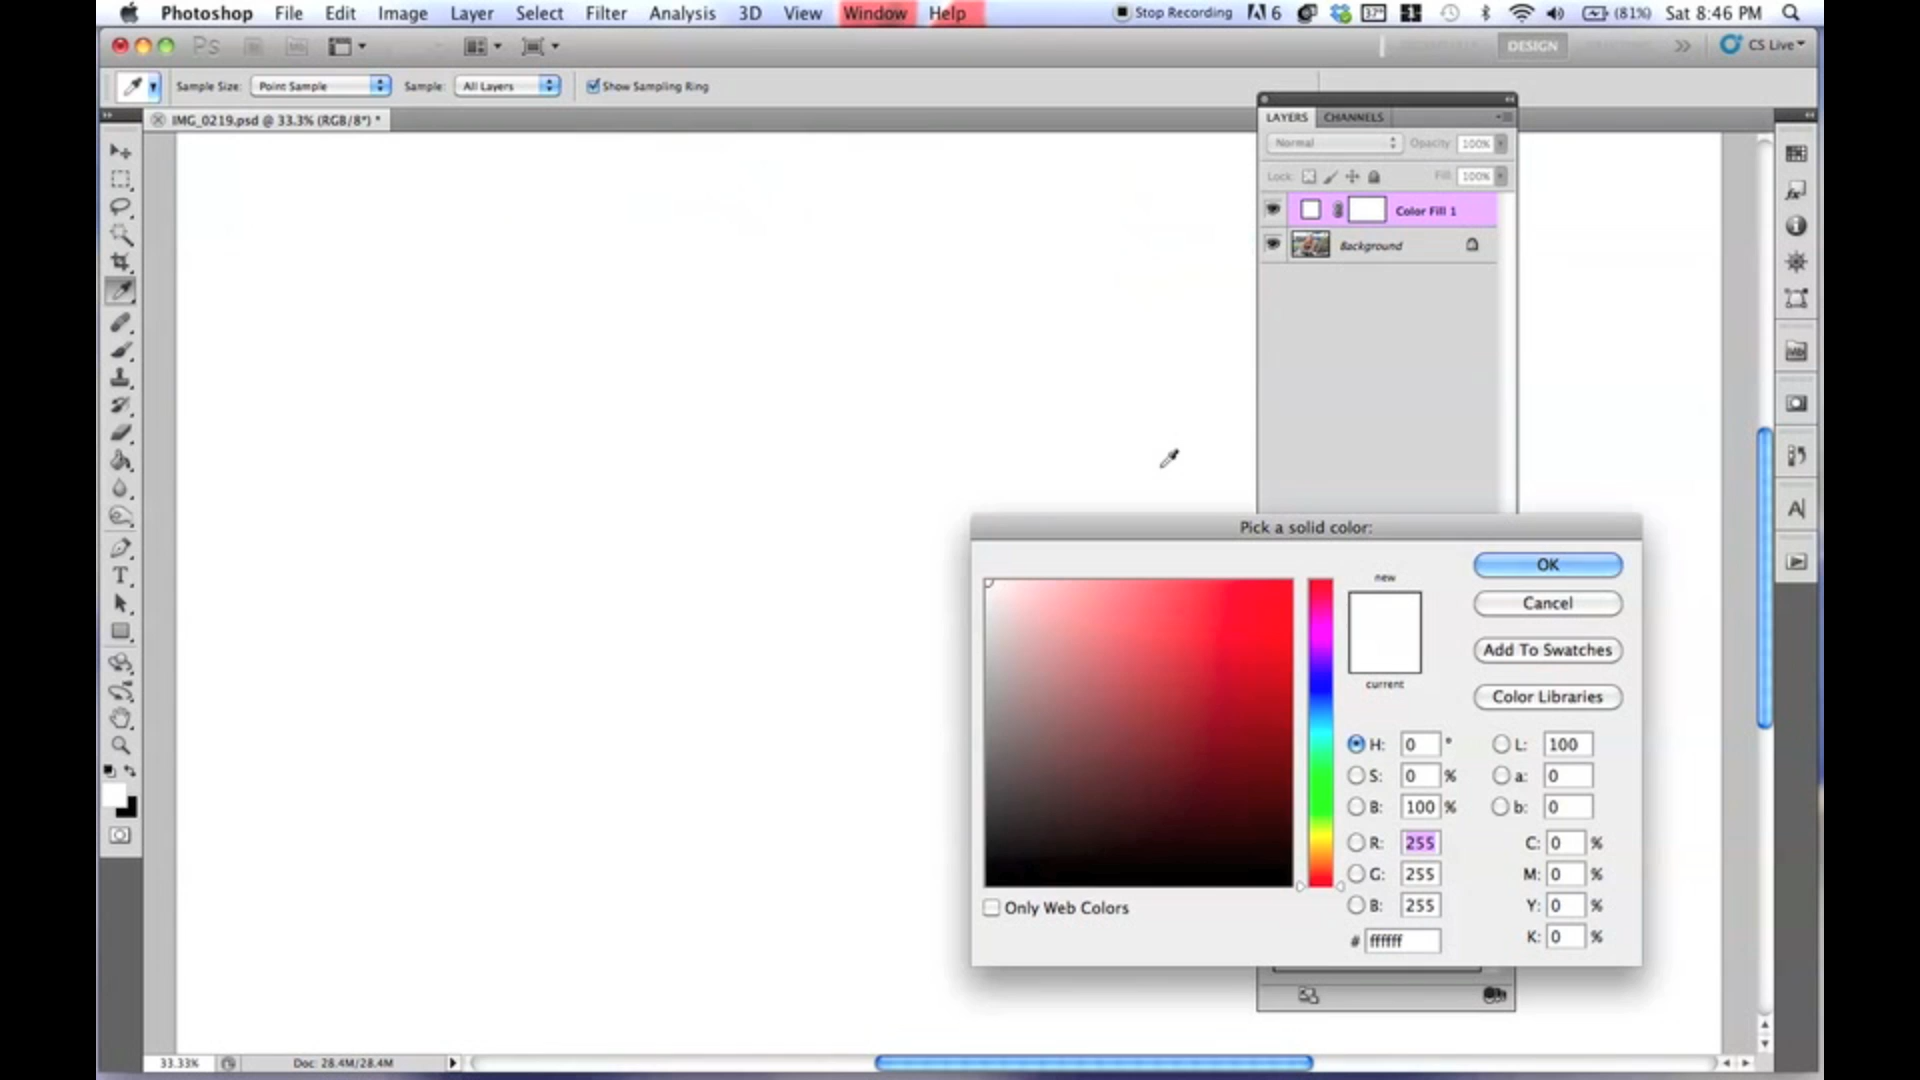 Photoshop File Edit Image Layer Select Filter Analysis 3D View Window Help Stop Recording 6 37° (81%) Sat 8:46 PM
Ps DESIGN CS Live
Sample Size: Point Sample Sample: All Layers Show Sampling Ring
IMG_0219.psd @ 33.3% (RGB/8*) *
LAYERS CHANNELS
Normal Opacity: 100%
Lock: Fill: 100%
Color Fill 1
Background
Pick a solid color:
new
current
OK
Cancel
Add To Swatches
Color Libraries
H: 0 ° L: 100
S: 0 % a: 0
B: 100 % b: 0
R: 255 C: 0 %
G: 255 M: 0 %
B: 255 Y: 0 %
# ffffff K: 0 %
Only Web Colors
33.33% Doc: 28.4M/28.4M